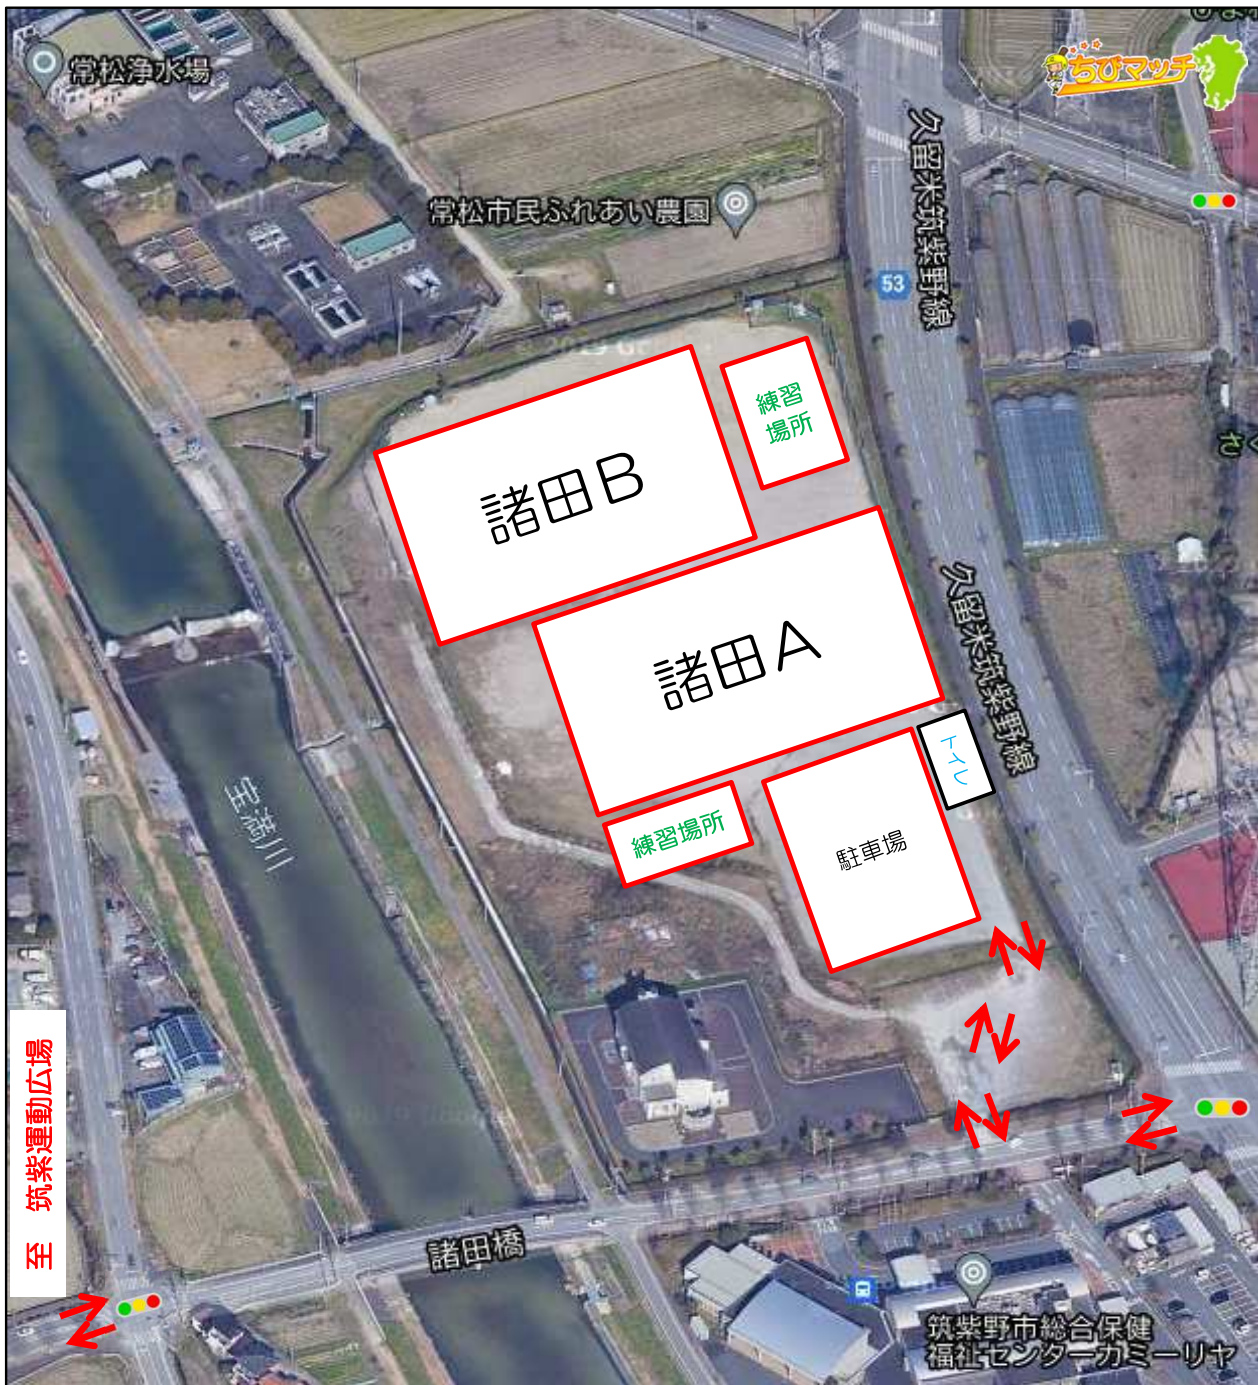 常松浄水場
ちびマッチ
久留米筑紫野線
常松市民ふれあい農園
53
練習
場所
諸田B
諸田A
久留米筑紫野線
トイレ
宝満川
練習場所
駐車場
至 筑紫運動広場
諸田橋
筑紫野市総合保健
福祉センターカミーリヤ